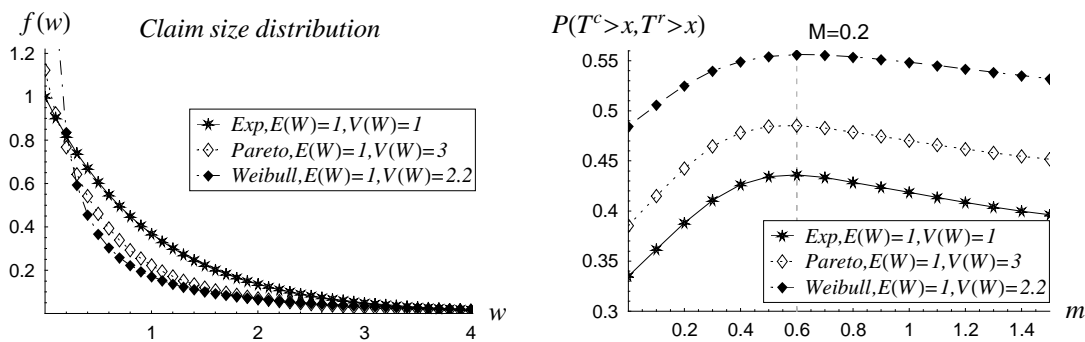 f(w)
Claim size distribution
1.2
1
0.8
0.6
0.4
0.2
Exp,E(W)=1,V(W)=1
Pareto,E(W)=1,V(W)=3
Weibull,E(W)=1,V(W)=2.2
1
2
3
4
w
P(T^c>x,T^r>x)
M=0.2
0.55
0.5
0.45
0.4
0.35
0.3
Exp,E(W)=1,V(W)=1
Pareto,E(W)=1,V(W)=3
Weibull,E(W)=1,V(W)=2.2
0.2
0.4
0.6
0.8
1
1.2
1.4
m